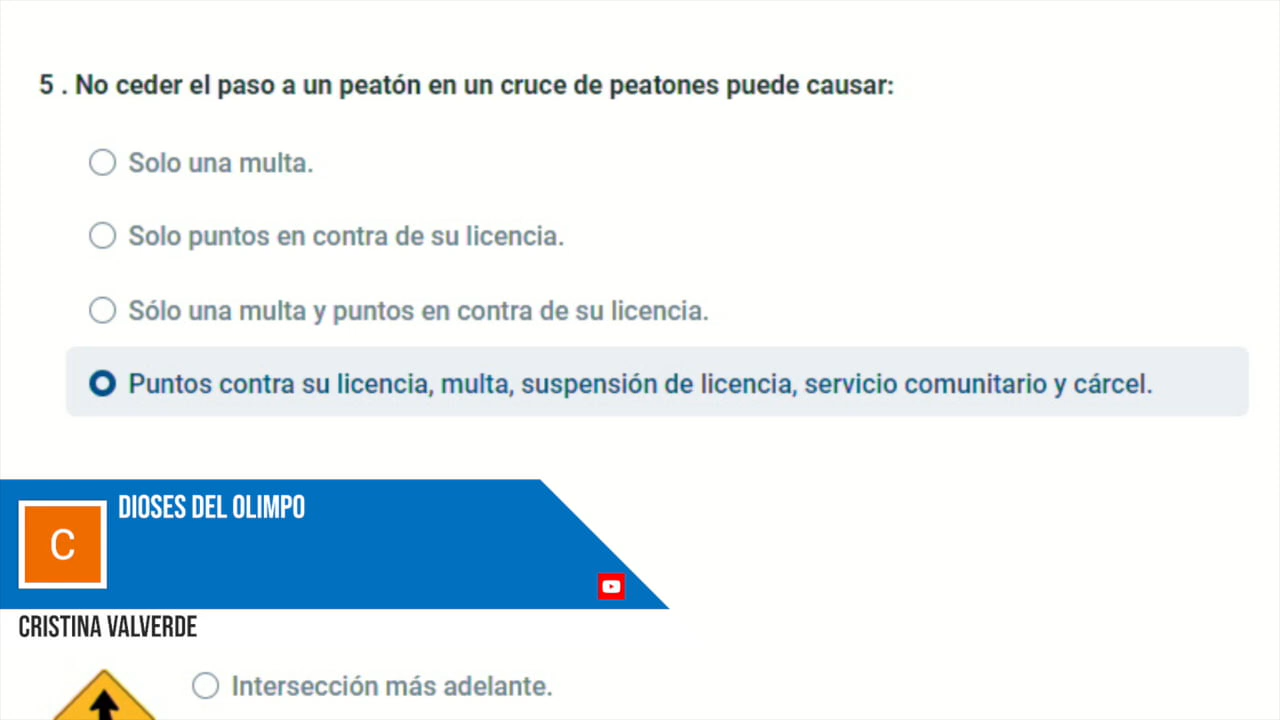 5 . No ceder el paso a un peatón en un cruce de peatones puede causar:
Solo una multa.
Solo puntos en contra de su licencia.
Sólo una multa y puntos en contra de su licencia.
Puntos contra su licencia, multa, suspensión de licencia, servicio comunitario y cárcel.
DIOSES DEL OLIMPO
C
CRISTINA VALVERDE
Intersección más adelante.